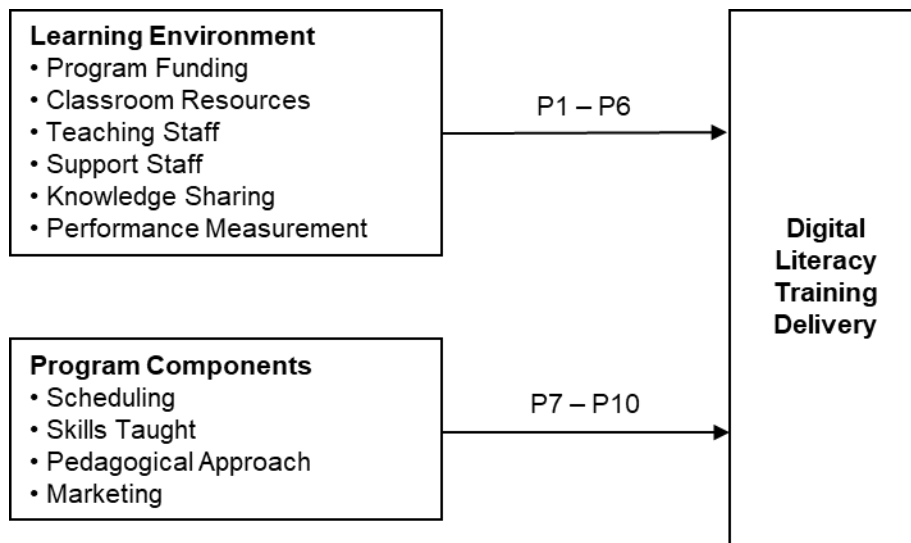 Learning Environment
• Program Funding
• Classroom Resources
• Teaching Staff
• Support Staff
• Knowledge Sharing
• Performance Measurement
P1 – P6
Program Components
• Scheduling
• Skills Taught
• Pedagogical Approach
• Marketing
P7 – P10
Digital
Literacy
Training
Delivery